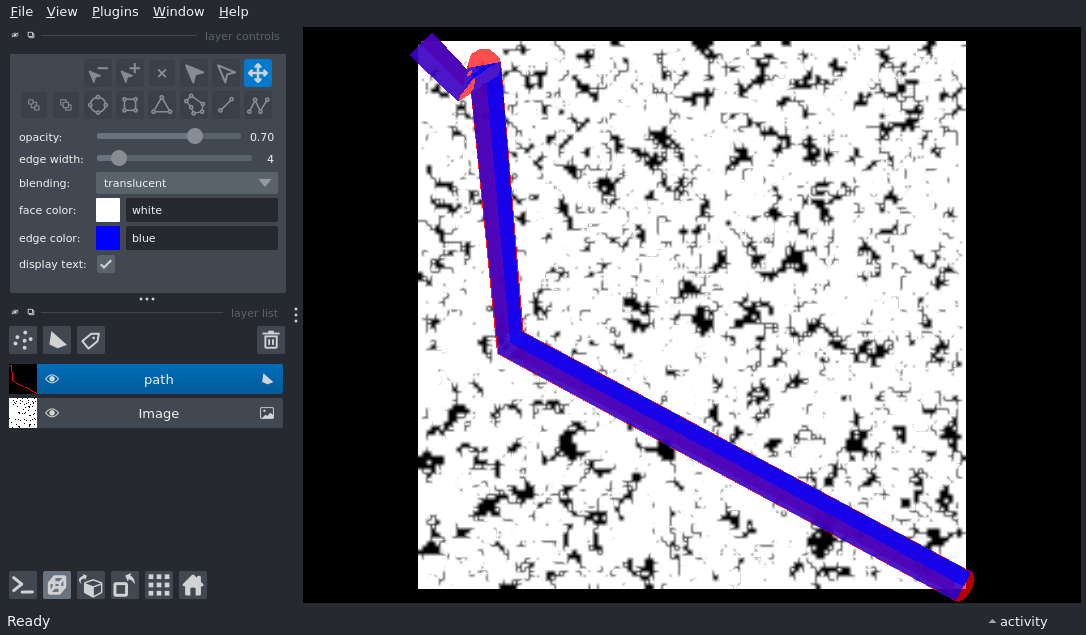 File View Plugins Window Help
layer controls
opacity: 0.70
edge width: 4
blending: translucent
face color: white
edge color: blue
display text:
layer list
path
Image
Ready
activity